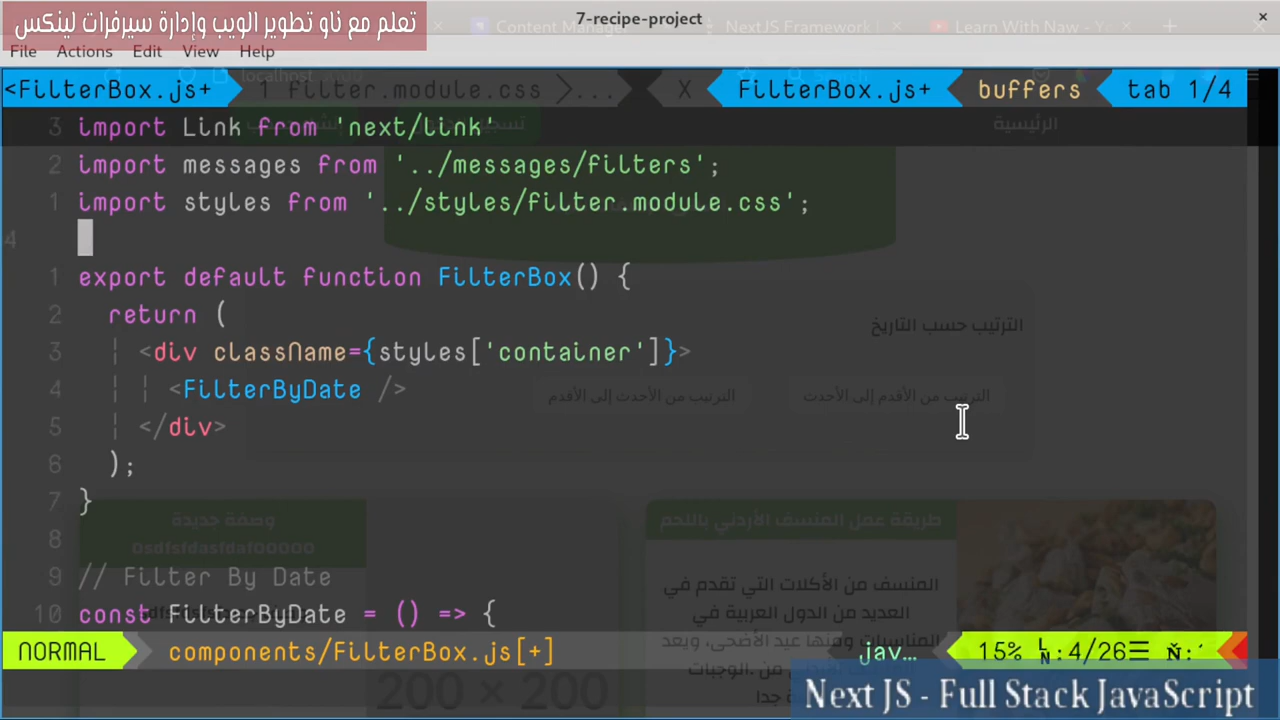 تعلم مع ناو تطوير الويب وإدارة سيرفرات لينكس
7-recipe-project
File Actions Edit View Help
<FilterBox.js+ 1 filter.module.css >... X FilterBox.js+ buffers tab 1/4
3 import Link from 'next/link'
2 import messages from '../messages/filters';
1 import styles from '../styles/filter.module.css';
4
1 export default function FilterBox() {
2 return (
3 <div className={styles['container']}>
4 <FilterByDate />
5 </div>
6 );
7 }
8
9 // Filter By Date
10 const FilterByDate = () => {
NORMAL components/FilterBox.js[+] jav… 15% LN:4/26☰
Content Manager
NextJS Framework
Learn With Naw - Y
localhost
Search
الرئيسية
الترتيب حسب التاريخ
الترتيب من الأقدم إلى الأحدث
الترتيب من الأحدث إلى الأقدم
طريقة عمل المنسف الأردني باللحم
وصفة جديدة
0sdfsfdasfdaf00000
المنسف من الأكلات التي تقدم في
العديد من الدول العربية في
المناسبات ومنها عيد الأضحى، ويعد
من الوجبات
جدا
200 × 200
Next JS - Full Stack JavaScript